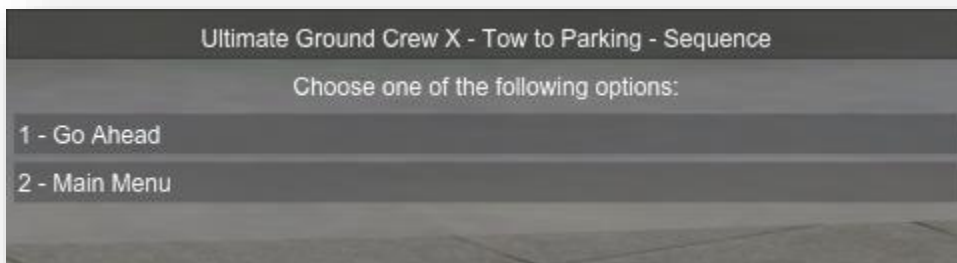 Ultimate Ground Crew X - Tow to Parking - Sequence
Choose one of the following options:
1 - Go Ahead
2 - Main Menu